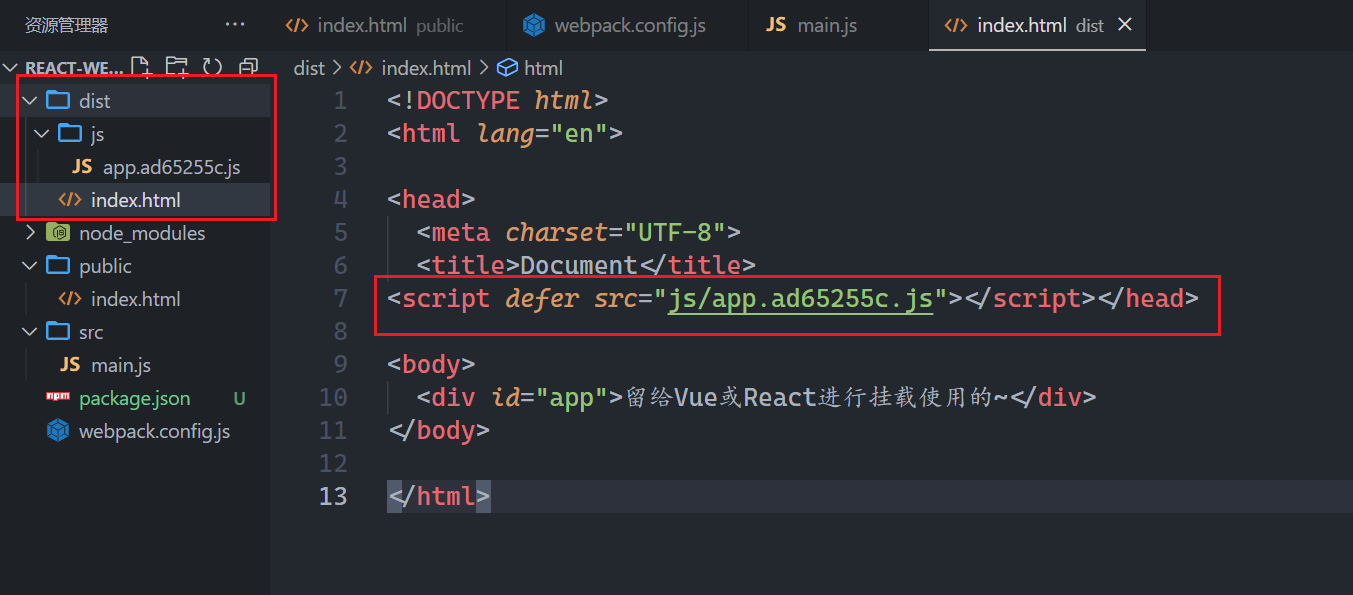 资源管理器 ··· index.html public webpack.config.js JS main.js index.html dist
REACT-WE... dist > index.html > html
dist
js
JS app.ad65255c.js
index.html
node_modules
public
index.html
src
JS main.js
npm package.json U
webpack.config.js
1 <!DOCTYPE html>
2 <html lang="en">
3
4 <head>
5 <meta charset="UTF-8">
6 <title>Document</title>
7 <script defer src="js/app.ad65255c.js"></script></head>
8
9 <body>
10 <div id="app">留给Vue或React进行挂载使用的~</div>
11 </body>
12
13 </html>